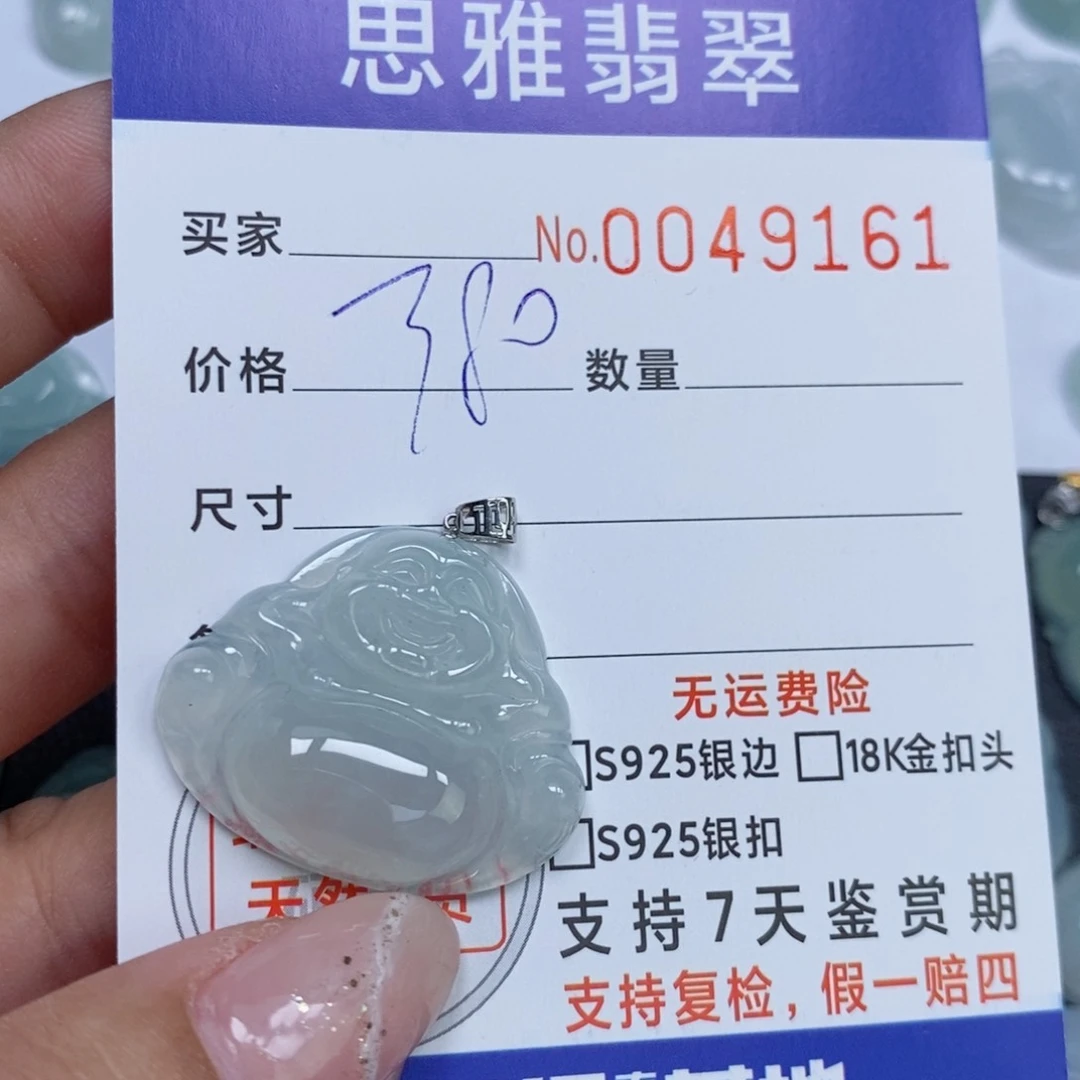 思雅翡翠
买家 No.0049161
价格 380 数量
尺寸
无运费险
S925银边 18K金扣头
S925银扣
天然
支持7天鉴赏期
支持复检，假一赔四